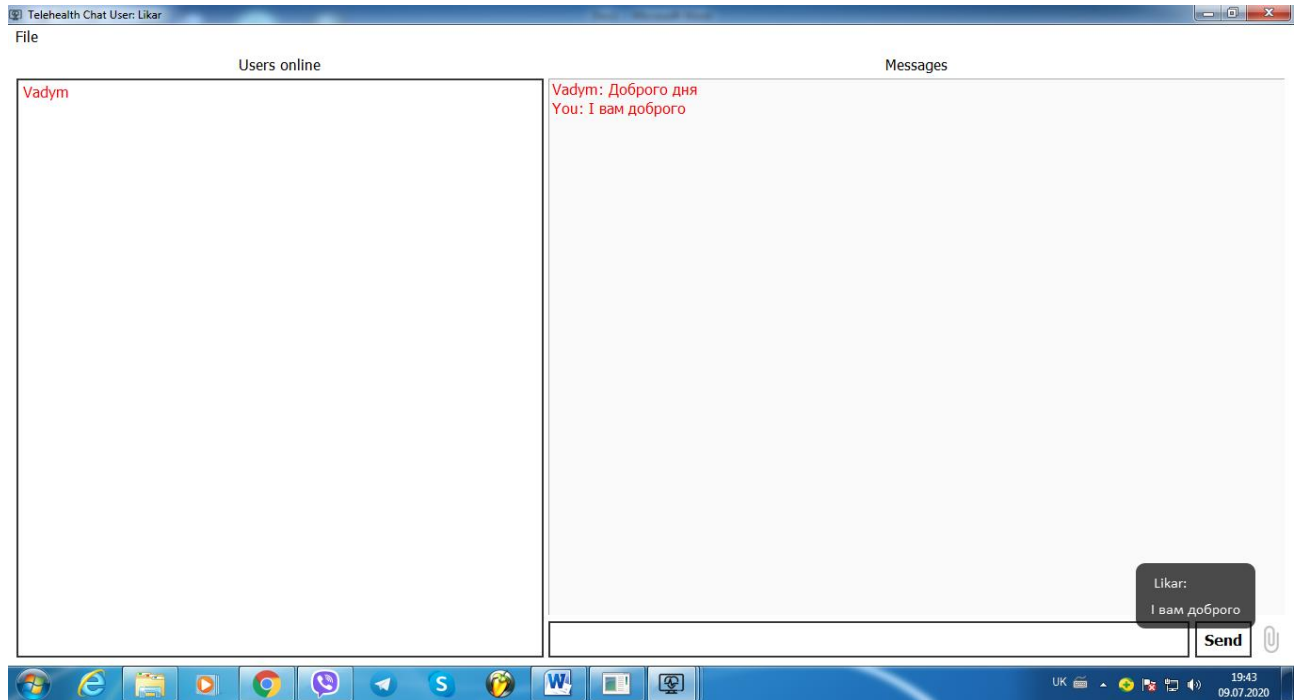 Telehealth Chat User: Likar
File
Users online
Messages
Vadym
Vadym: Доброго дня
You: І вам доброго
Likar:
І вам доброго
Send
UK
19:43
09.07.2020